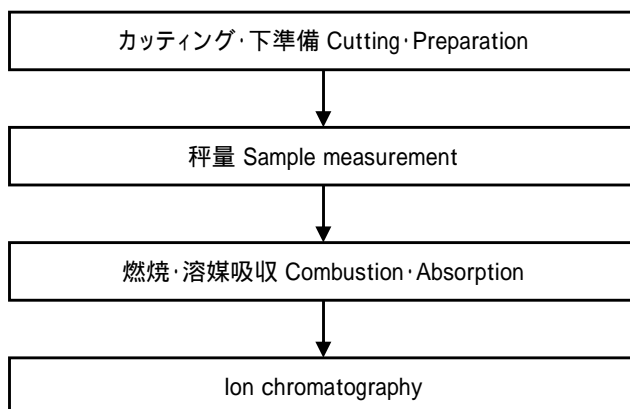 カッティング･下準備 Cutting･Preparation
秤量 Sample measurement
燃焼･溶媒吸収 Combustion･Absorption
Ion chromatography